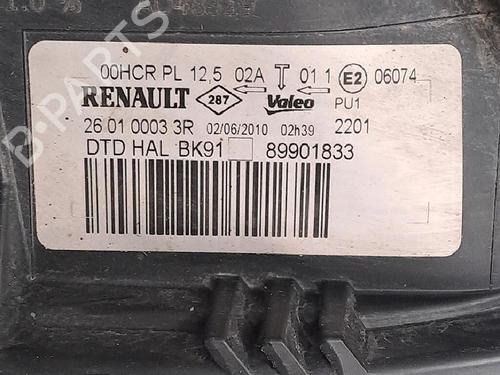 00HCR PL 12,5 02A T 01 1 E2 06074
RENAULT 287 Valeo PU1
26 01 0003 3R 02/06/2010 02h39 2201
DTD HAL BK91 89901833
B-PARTS